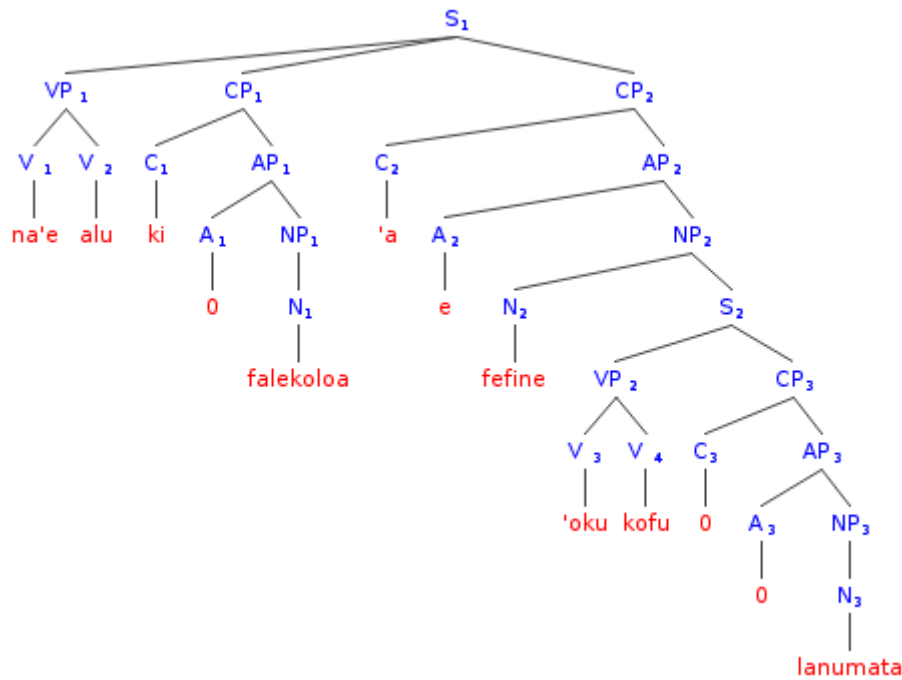 S₁
VP₁ CP₁ CP₂
V₁ V₂ C₁ AP₁ C₂ AP₂
na'e alu ki A₁ NP₁ 'a A₂ NP₂
0 N₁ e N₂ S₂
falekoloa fefine VP₂ CP₃
V₃ V₄ C₃ AP₃
'oku kofu 0 A₃ NP₃
0 N₃
lanumata